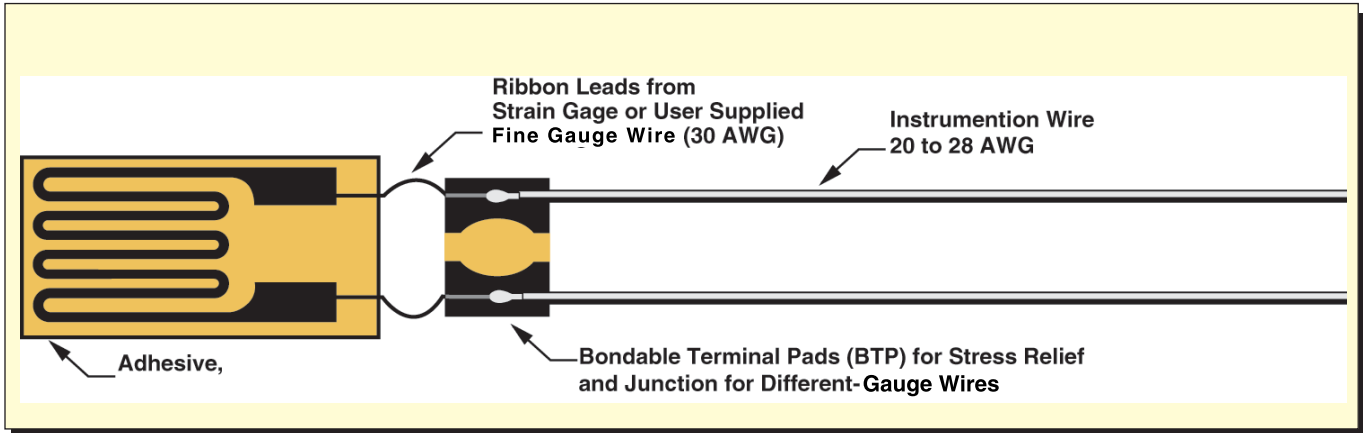 Ribbon Leads from
Strain Gage or User Supplied
Fine Gauge Wire (30 AWG)
Instrumention Wire
20 to 28 AWG
Adhesive,
Bondable Terminal Pads (BTP) for Stress Relief
and Junction for Different-Gauge Wires